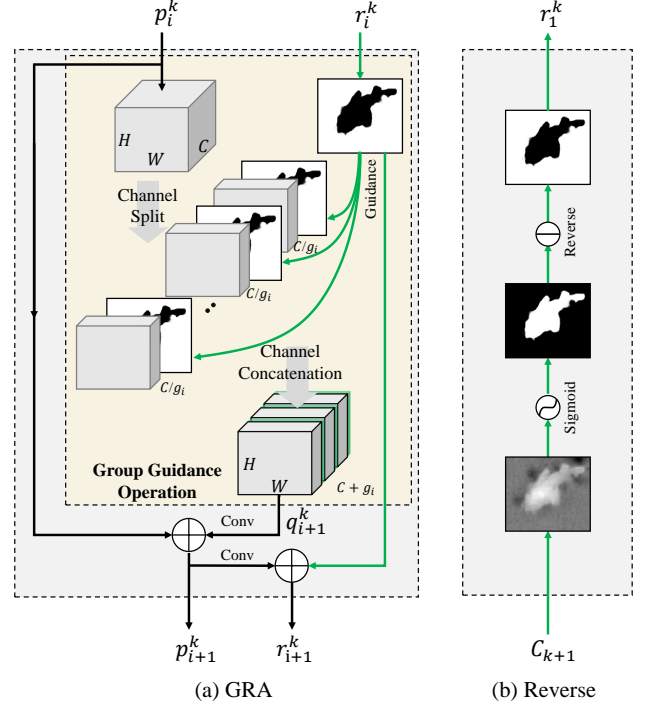 p_i^k
r_i^k
r_1^k
H
W
C
Channel
Split
Guidance
C/g_i
C/g_i
C/g_i
Channel
Concatenation
Group Guidance
Operation
H
W
C + g_i
Conv
q_{i+1}^k
Conv
p_{i+1}^k
r_{i+1}^k
(a) GRA
Reverse
Sigmoid
C_{k+1}
(b) Reverse